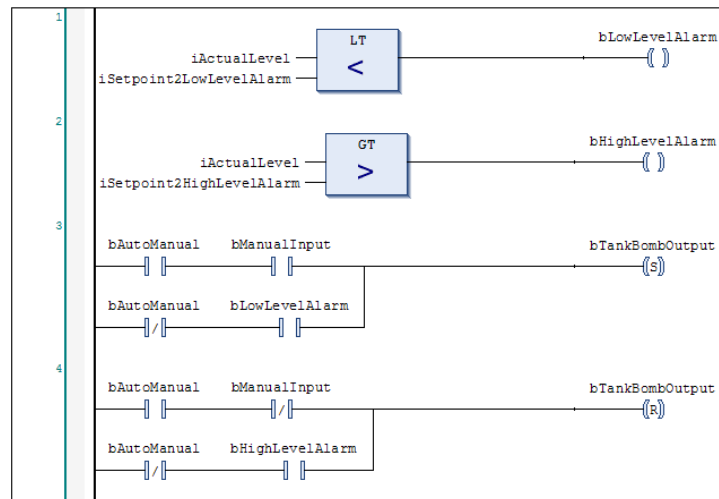 1
LT
bLowLevelAlarm
iActualLevel
<
iSetpoint2LowLevelAlarm
2
GT
bHighLevelAlarm
iActualLevel
>
iSetpoint2HighLevelAlarm
3
bAutoManual bManualInput bTankBombOutput
S
bAutoManual bLowLevelAlarm
/
4
bAutoManual bManualInput bTankBombOutput
/ R
bAutoManual bHighLevelAlarm
/